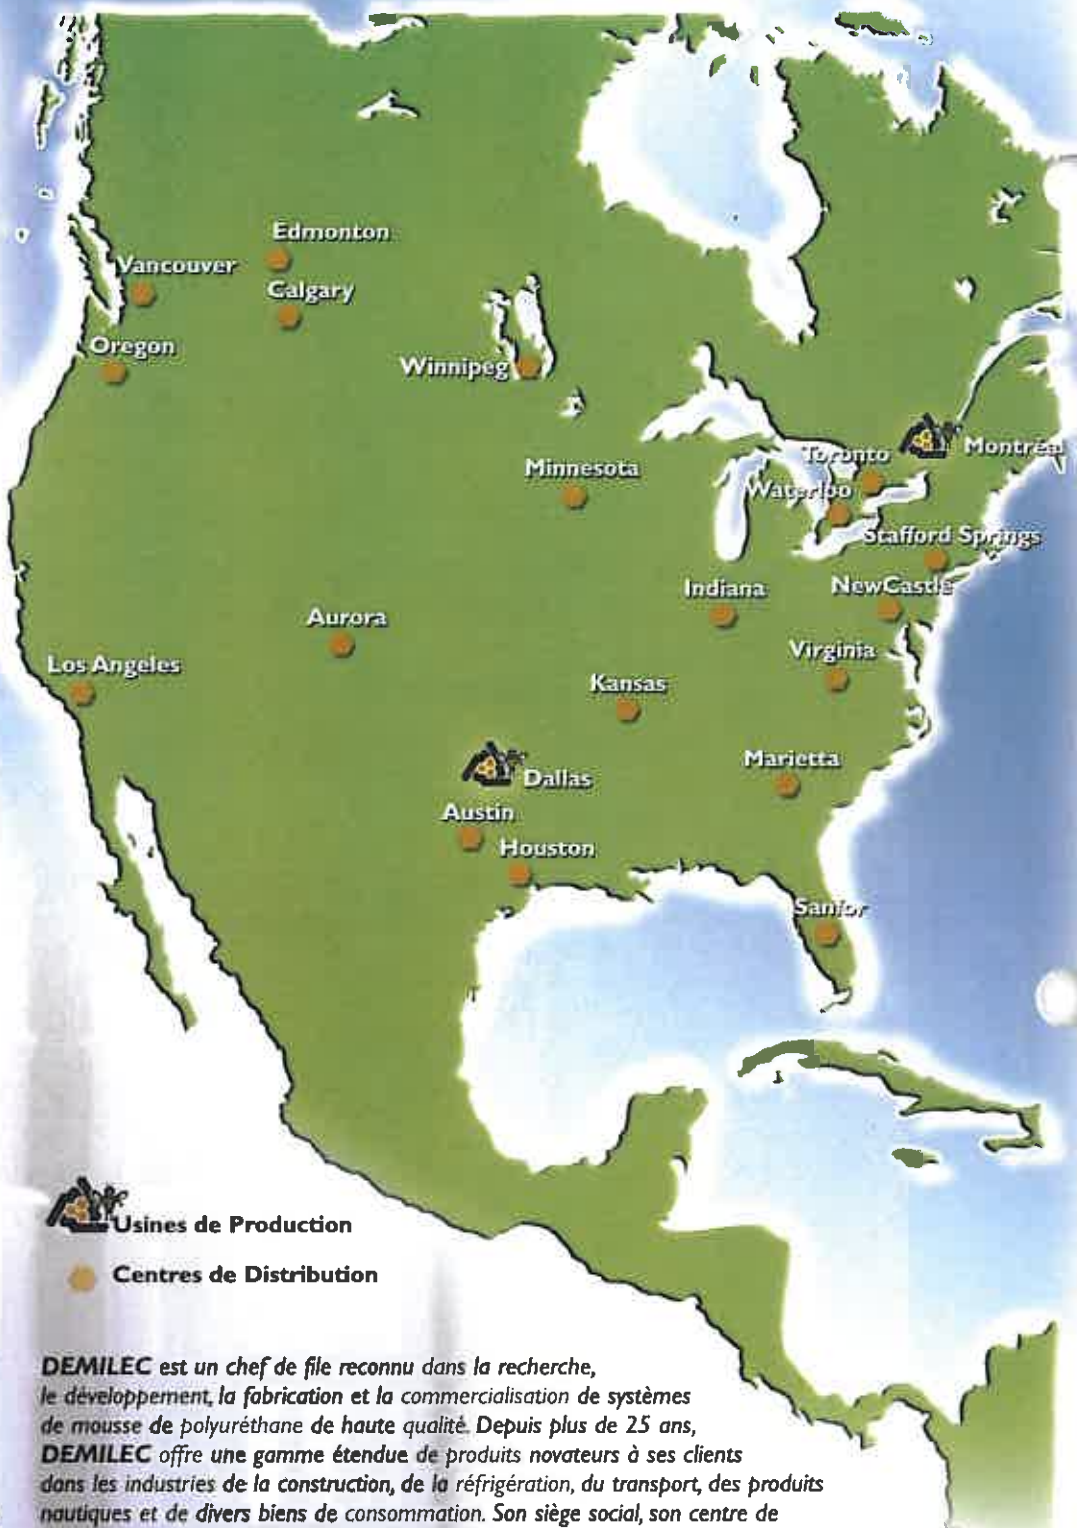 Edmonton
Vancouver
Calgary
Oregon
Winnipeg
Montréal
Toronto
Minnesota
Waterloo
Stafford Springs
Indiana
NewCastle
Aurora
Virginia
Los Angeles
Kansas
Marietta
Dallas
Austin
Houston
Sanfor
Usines de Production
Centres de Distribution
DEMILEC est un chef de file reconnu dans la recherche,
le développement, la fabrication et la commercialisation de systèmes
de mousse de polyuréthane de haute qualité. Depuis plus de 25 ans,
DEMILEC offre une gamme étendue de produits novateurs à ses clients
dans les industries de la construction, de la réfrigération, du transport, des produits
nautiques et de divers biens de consommation. Son siège social, son centre de